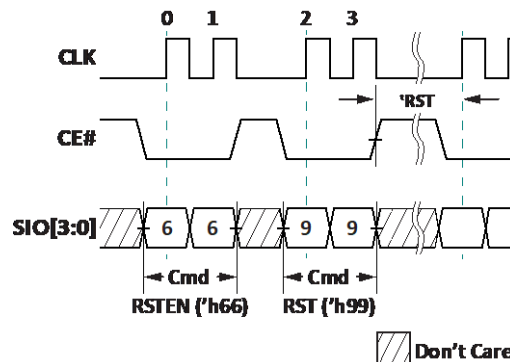 0 1 2 3
CLK
tRST
CE#
SIO[3:0] 6 6 9 9
Cmd Cmd
RSTEN ('h66) RST ('h99)
Don't Care